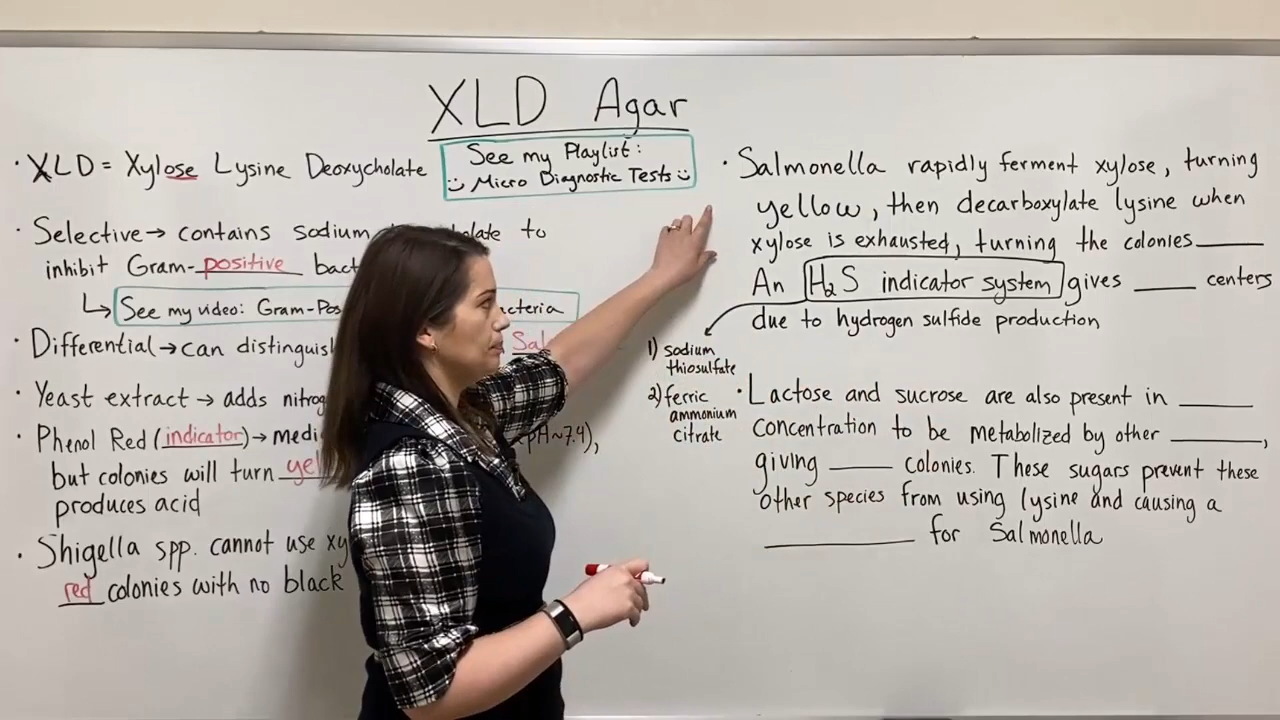 XLD Agar
• XLD = Xylose Lysine Deoxycholate
See my Playlist:
Micro Diagnostic Tests
• Selective → contains sodium to
inhibit Gram-positive
↳ See my video: Gram-
• Differential → can distinguish
• Yeast extract → adds
• Phenol Red (indicator) → pH~7.4),
but colonies will turn
produces acid
• Shigella spp. cannot use
red colonies with no black
• Salmonella rapidly ferment xylose, turning
yellow, then decarboxylate lysine when
xylose is exhausted, turning the colonies ____
An H₂S indicator system gives ____ centers
due to hydrogen sulfide production
1) sodium
thiosulfate
2) ferric
ammonium
citrate
• Lactose and sucrose are also present in ____
concentration to be metabolized by other ____,
giving ____ colonies. These sugars prevent these
other species from using lysine and causing a
____ for Salmonella